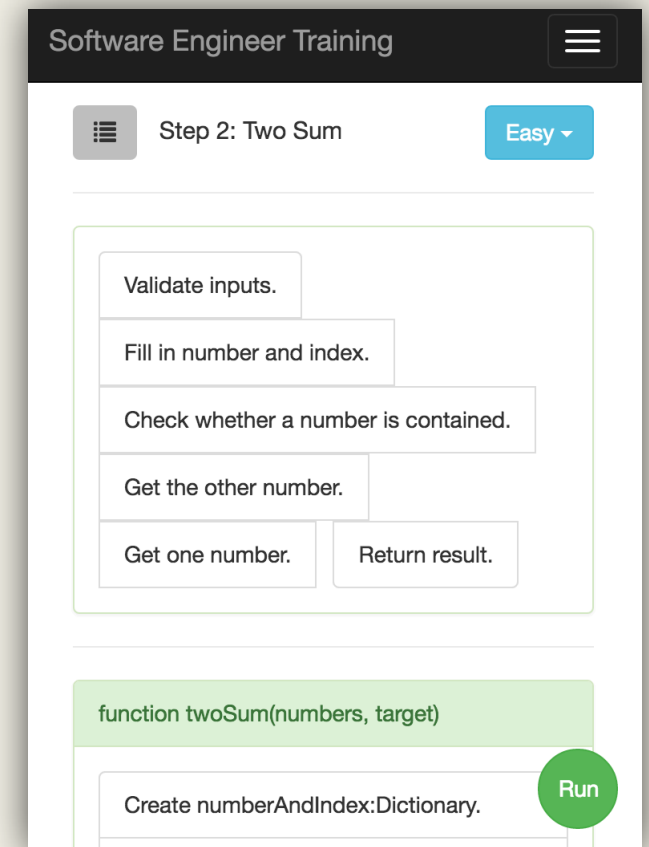 Software Engineer Training
Step 2: Two Sum
Easy
Validate inputs.
Fill in number and index.
Check whether a number is contained.
Get the other number.
Get one number.
Return result.
function twoSum(numbers, target)
Run
Create numberAndIndex:Dictionary.